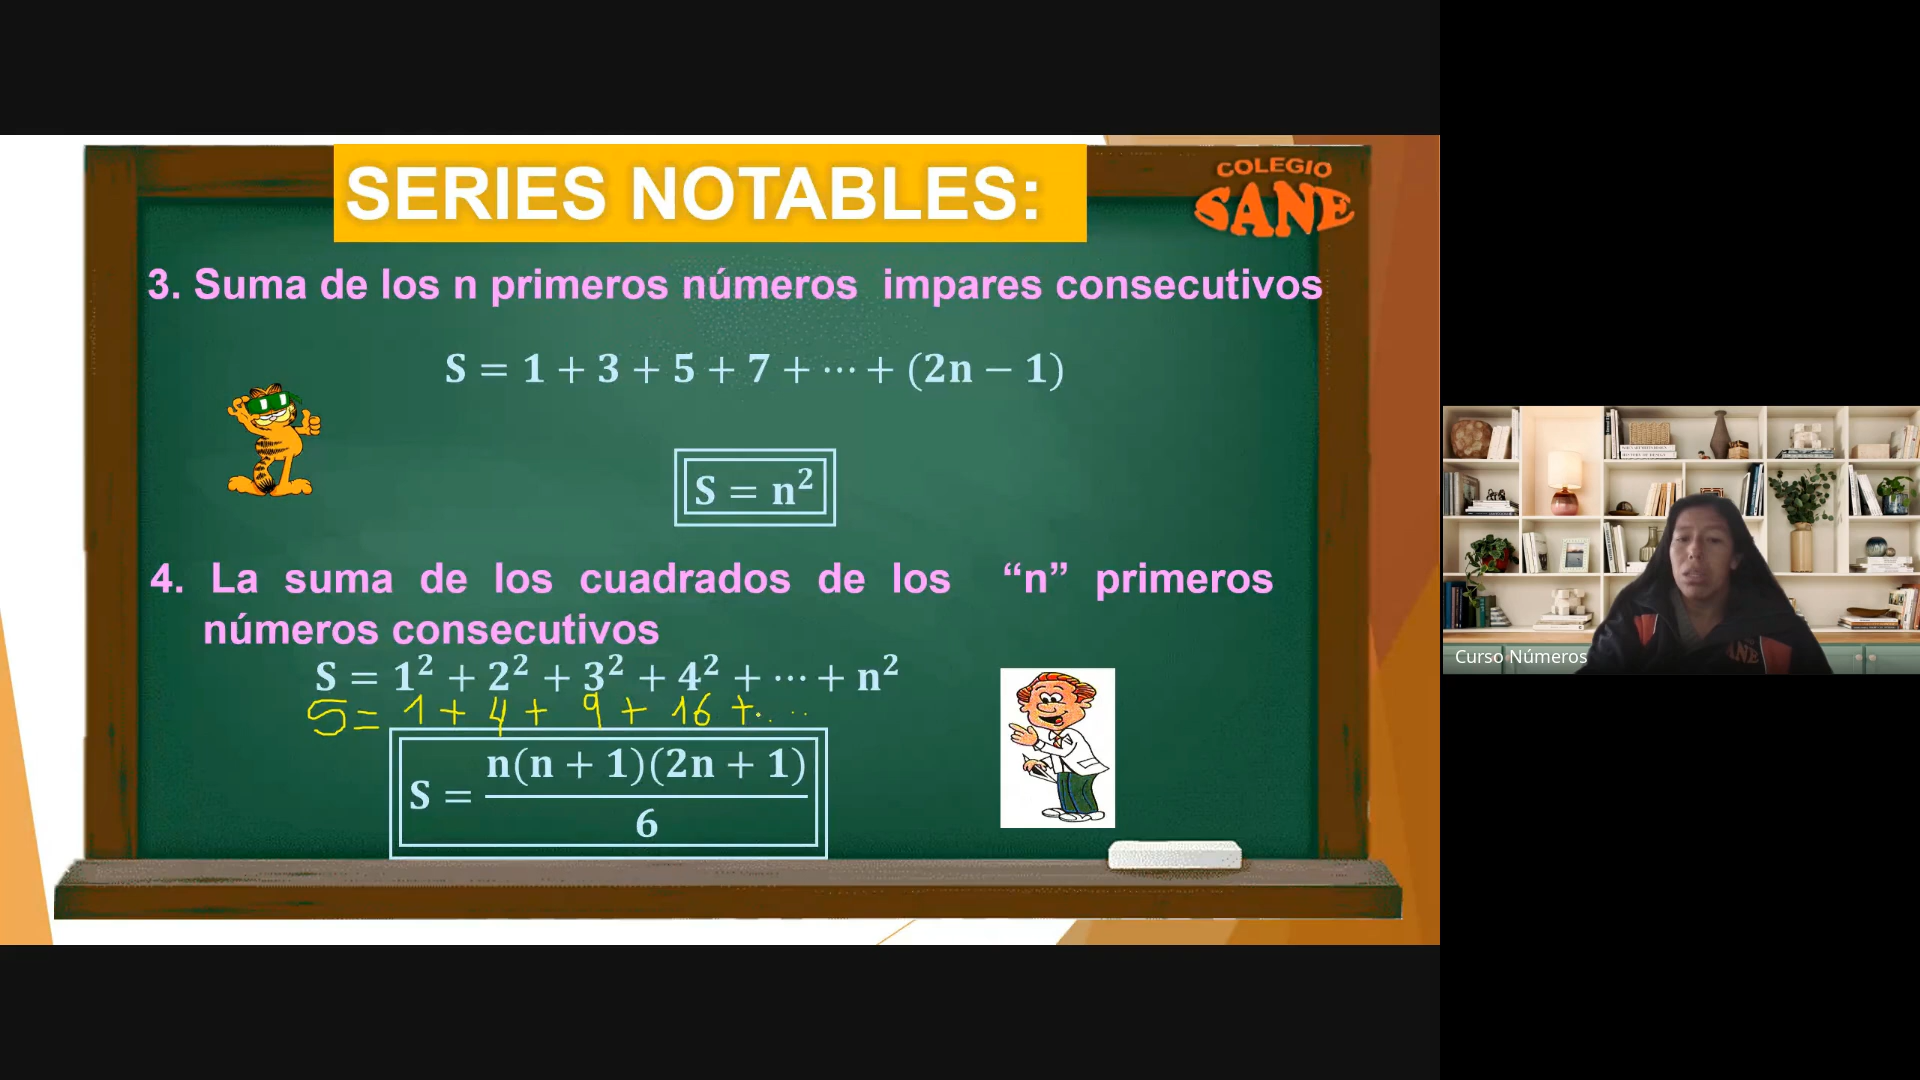 SERIES NOTABLES:
COLEGIO
SANE
3. Suma de los n primeros números impares consecutivos
S = 1 + 3 + 5 + 7 + ⋯ + (2n − 1)
S = n²
4. La suma de los cuadrados de los “n” primeros
números consecutivos
S = 1² + 2² + 3² + 4² + ⋯ + n²
S = 1 + 4 + 9 + 16 + ....
S = n(n + 1)(2n + 1) / 6
Curso Números
ANE